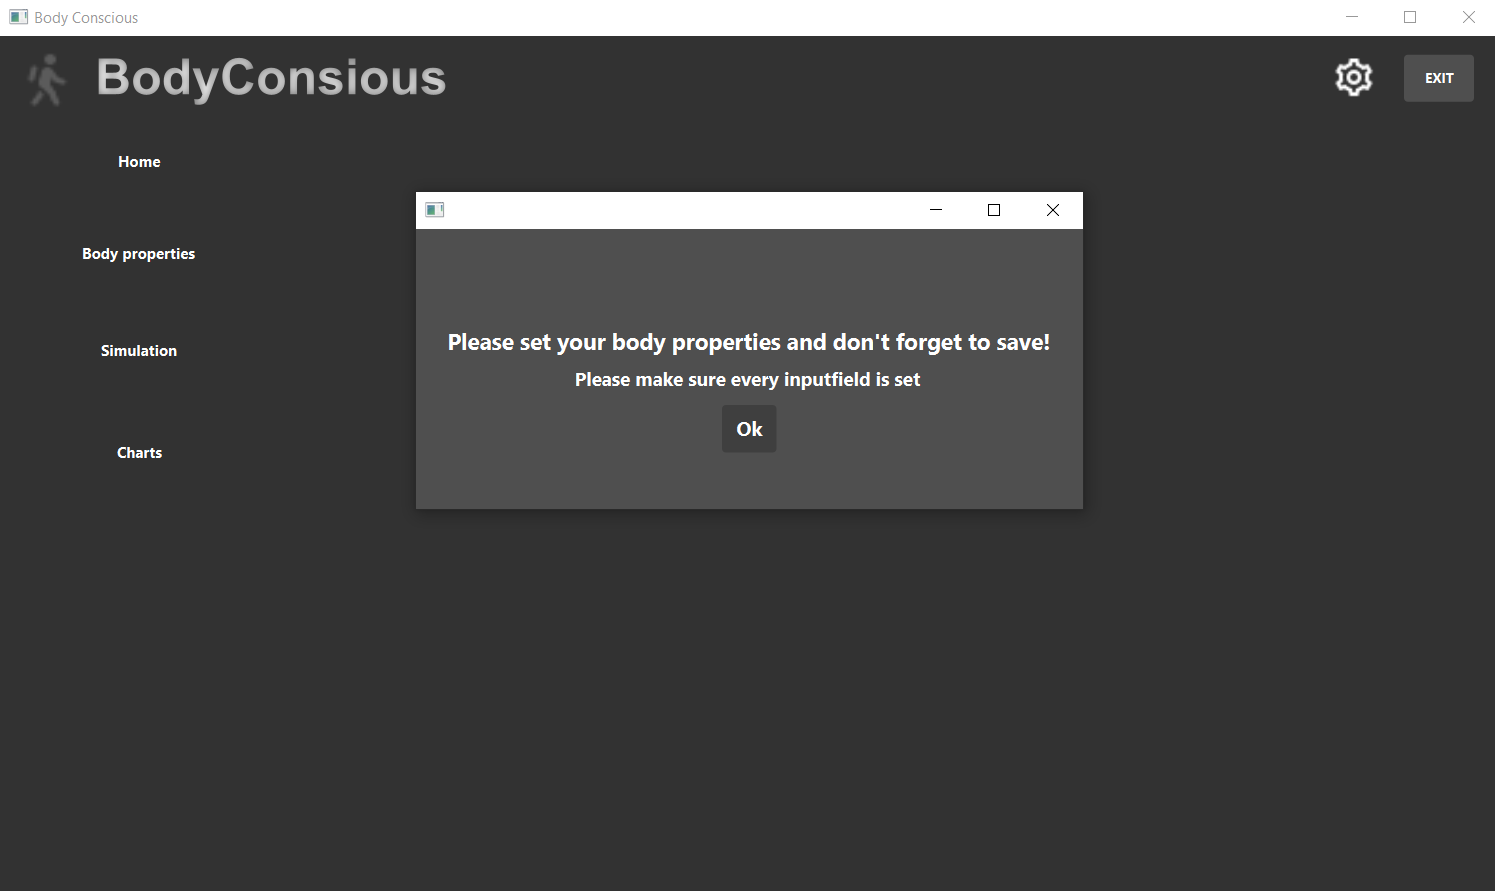 Body Conscious
BodyConsious
EXIT
Home
Body properties
Simulation
Charts
Please set your body properties and don't forget to save!
Please make sure every inputfield is set
Ok